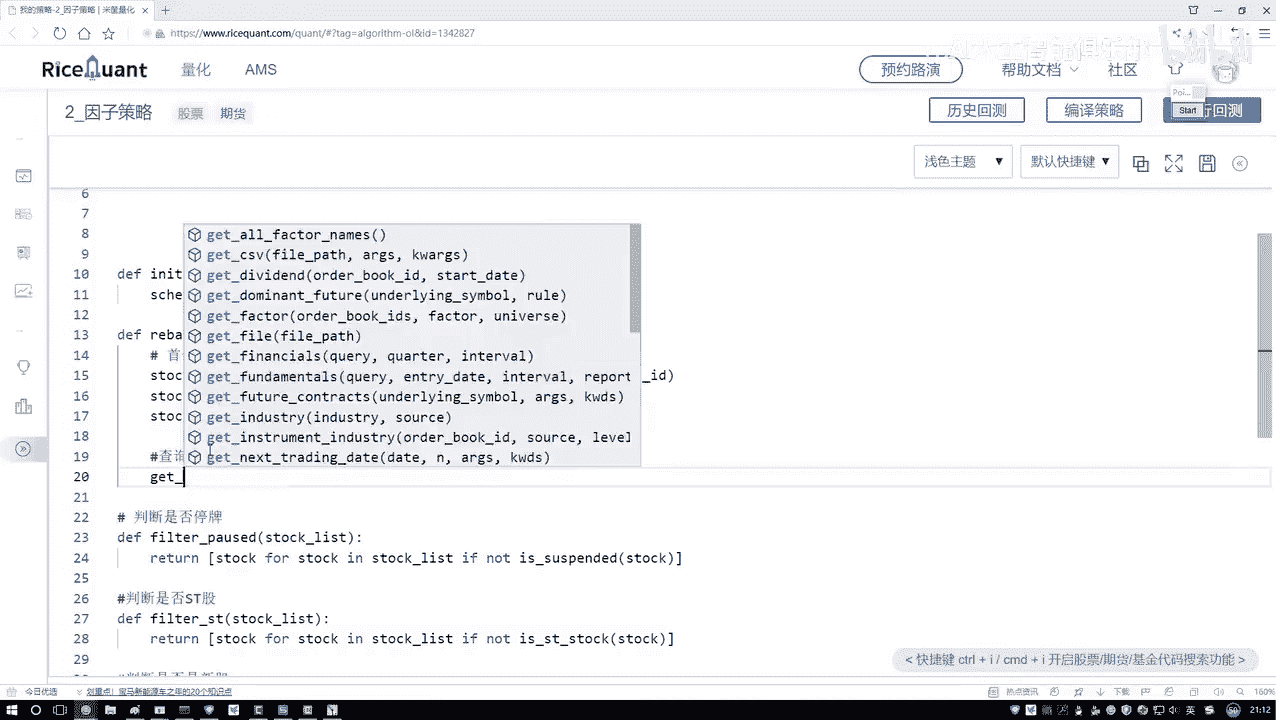 我的策略-2_因子策略 | 米筐量化
https://www.ricequant.com/quant/#?tag=algorithm-ol&id=1342827
RiceQuant 量化 AMS 预约路演 帮助文档 社区
Poi...
Start
2_因子策略 股票 期货 历史回测 编译策略 行回测
浅色主题 默认快捷键
6
7
8 get_all_factor_names()
9 get_csv(file_path, args, kwargs)
10 def init get_dividend(order_book_id, start_date)
11 sche get_dominant_future(underlying_symbol, rule)
12 get_factor(order_book_ids, factor, universe)
13 def reba get_file(file_path)
14 # 首 get_financials(query, quarter, interval)
15 stoc get_fundamentals(query, entry_date, interval, report _id)
16 stoc get_future_contracts(underlying_symbol, args, kwds)
17 stoc get_industry(industry, source)
18 get_instrument_industry(order_book_id, source, level
19 #查询 get_next_trading_date(date, n, args, kwds)
20 get_
21
22 # 判断是否停牌
23 def filter_paused(stock_list):
24 return [stock for stock in stock_list if not is_suspended(stock)]
25
26 #判断是否ST股
27 def filter_st(stock_list):
28 return [stock for stock in stock_list if not is_st_stock(stock)]
29
< 快捷键 ctrl + i / cmd + i 开启股票/期货/基金代码搜索功能 >
今日优选 划重点！宝马新能源车之年的20个知识点 热点资讯 下载 160%
英 21:12